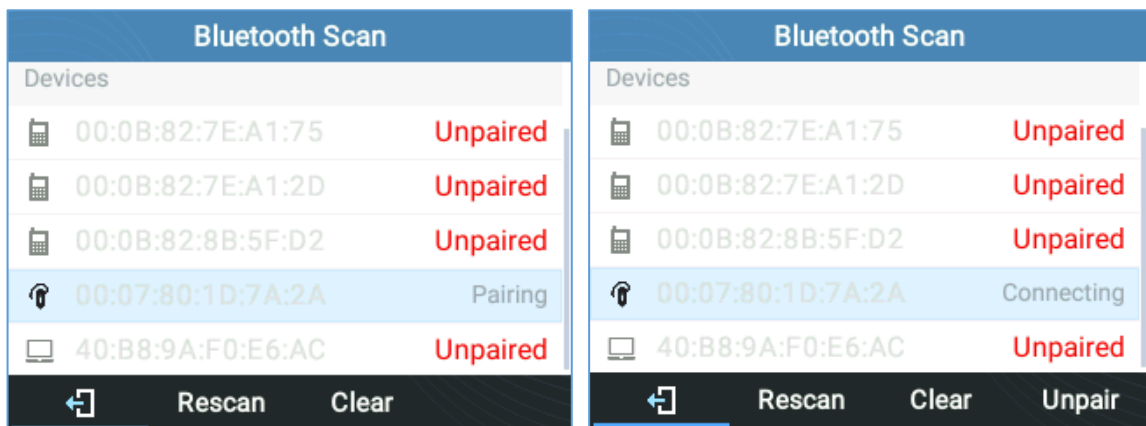 Bluetooth Scan
Devices
00:0B:82:7E:A1:75 Unpaired
00:0B:82:7E:A1:2D Unpaired
00:0B:82:8B:5F:D2 Unpaired
00:07:80:1D:7A:2A Pairing
40:B8:9A:F0:E6:AC Unpaired
Rescan Clear
Bluetooth Scan
Devices
00:0B:82:7E:A1:75 Unpaired
00:0B:82:7E:A1:2D Unpaired
00:0B:82:8B:5F:D2 Unpaired
00:07:80:1D:7A:2A Connecting
40:B8:9A:F0:E6:AC Unpaired
Rescan Clear Unpair